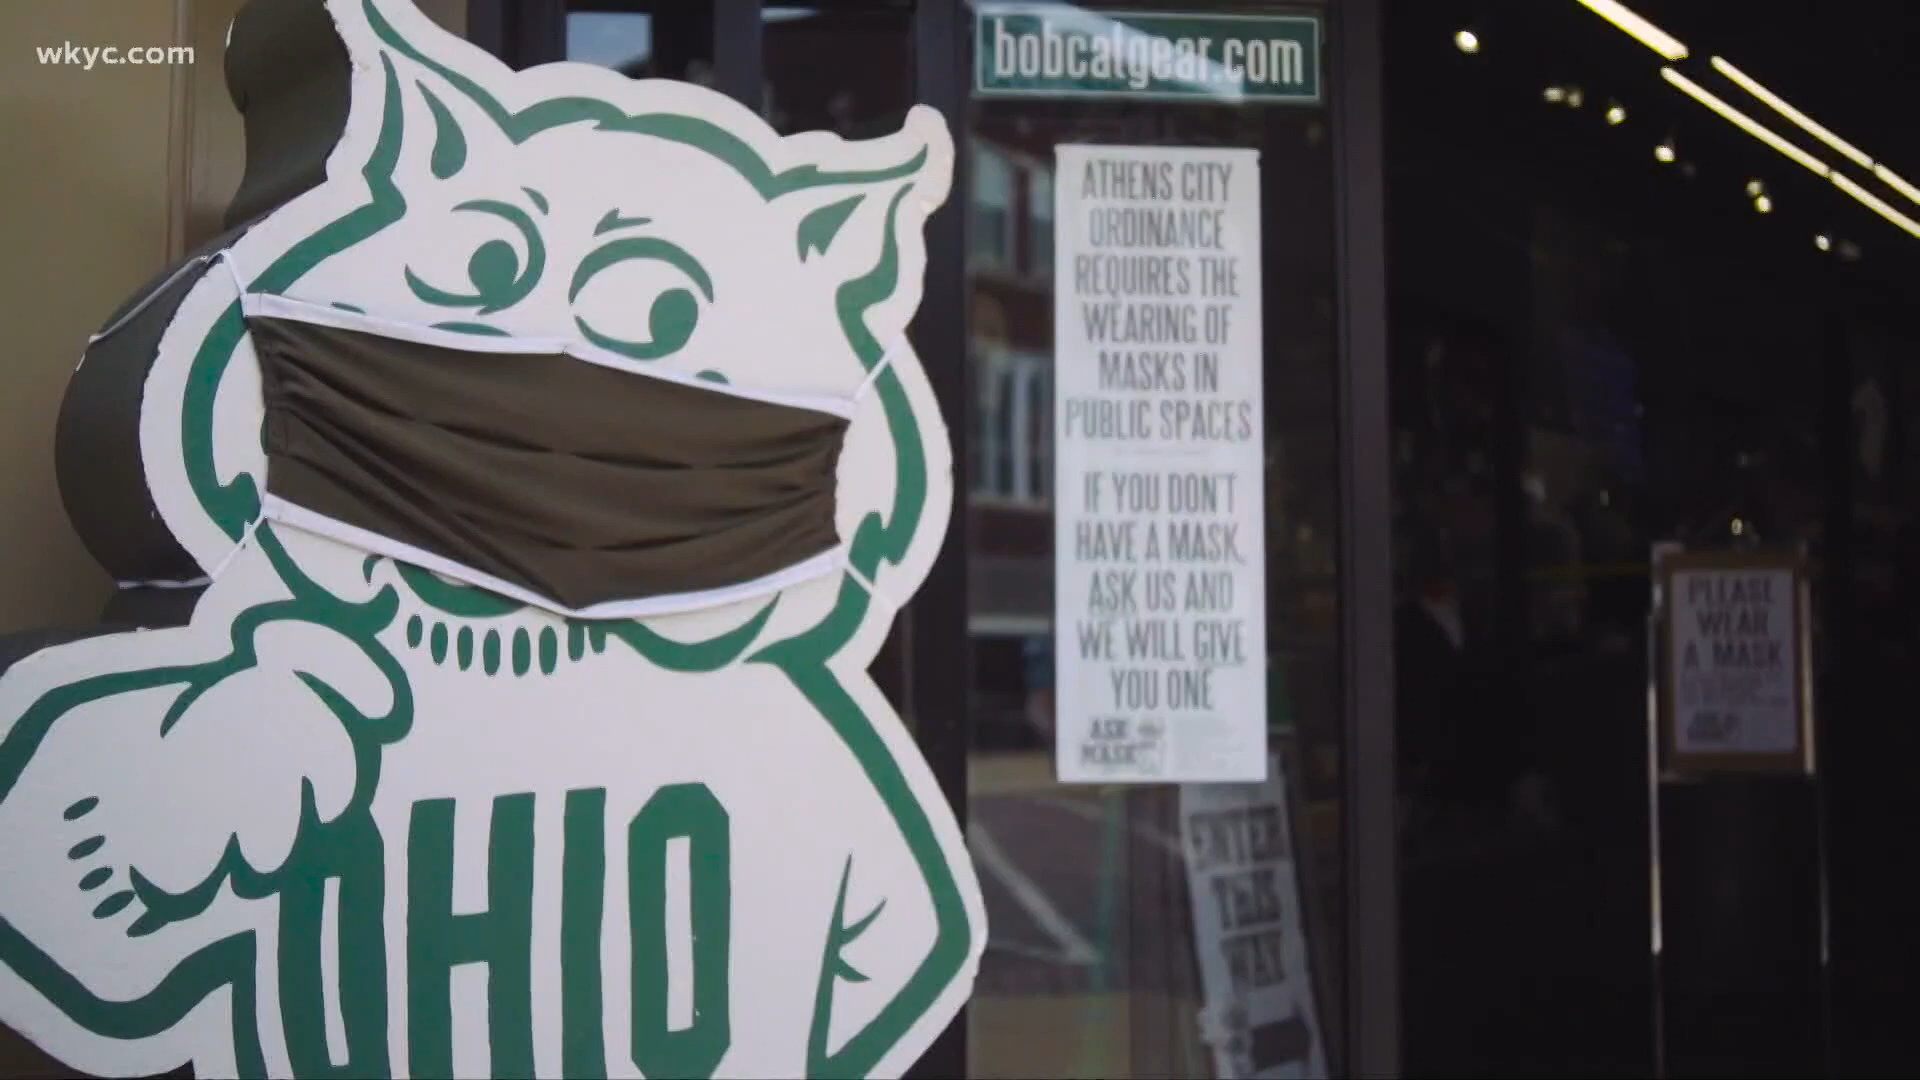 wkyc.com
bobcatgear.com
ATHENS CITY
ORDINANCE
REQUIRES THE
WEARING OF
MASKS IN
PUBLIC SPACES
IF YOU DON'T
HAVE A MASK,
ASK US AND
WE WILL GIVE
YOU ONE
ASK
MASK
PLEASE
WEAR
A MASK
ENTER
THIS
WAY
OHIO